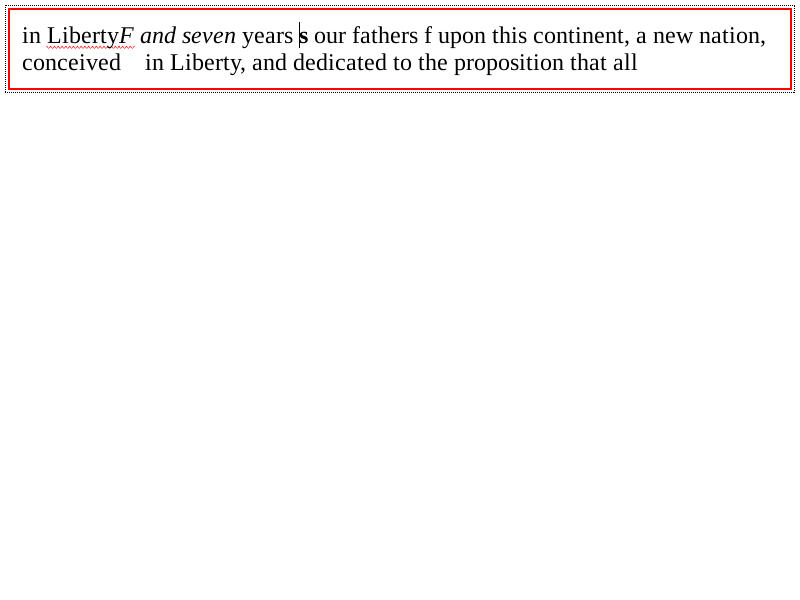 in LibertyF and seven years s our fathers f upon this continent, a new nation,
conceived    in Liberty, and dedicated to the proposition that all